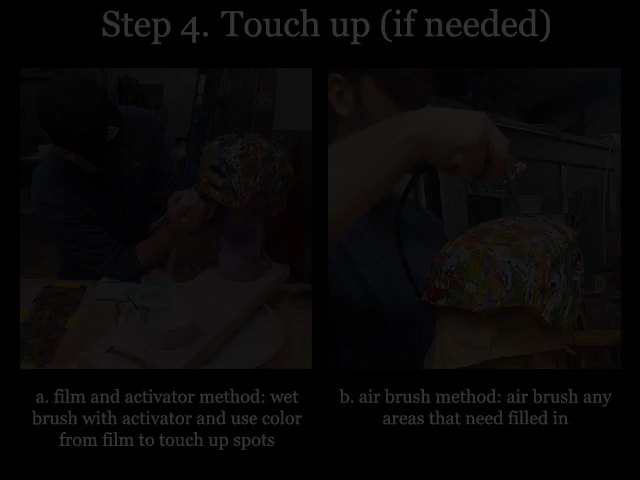 Step 4. Touch up (if needed)
a. film and activator method: wet
brush with activator and use color
from film to touch up spots
b. air brush method: air brush any
areas that need filled in